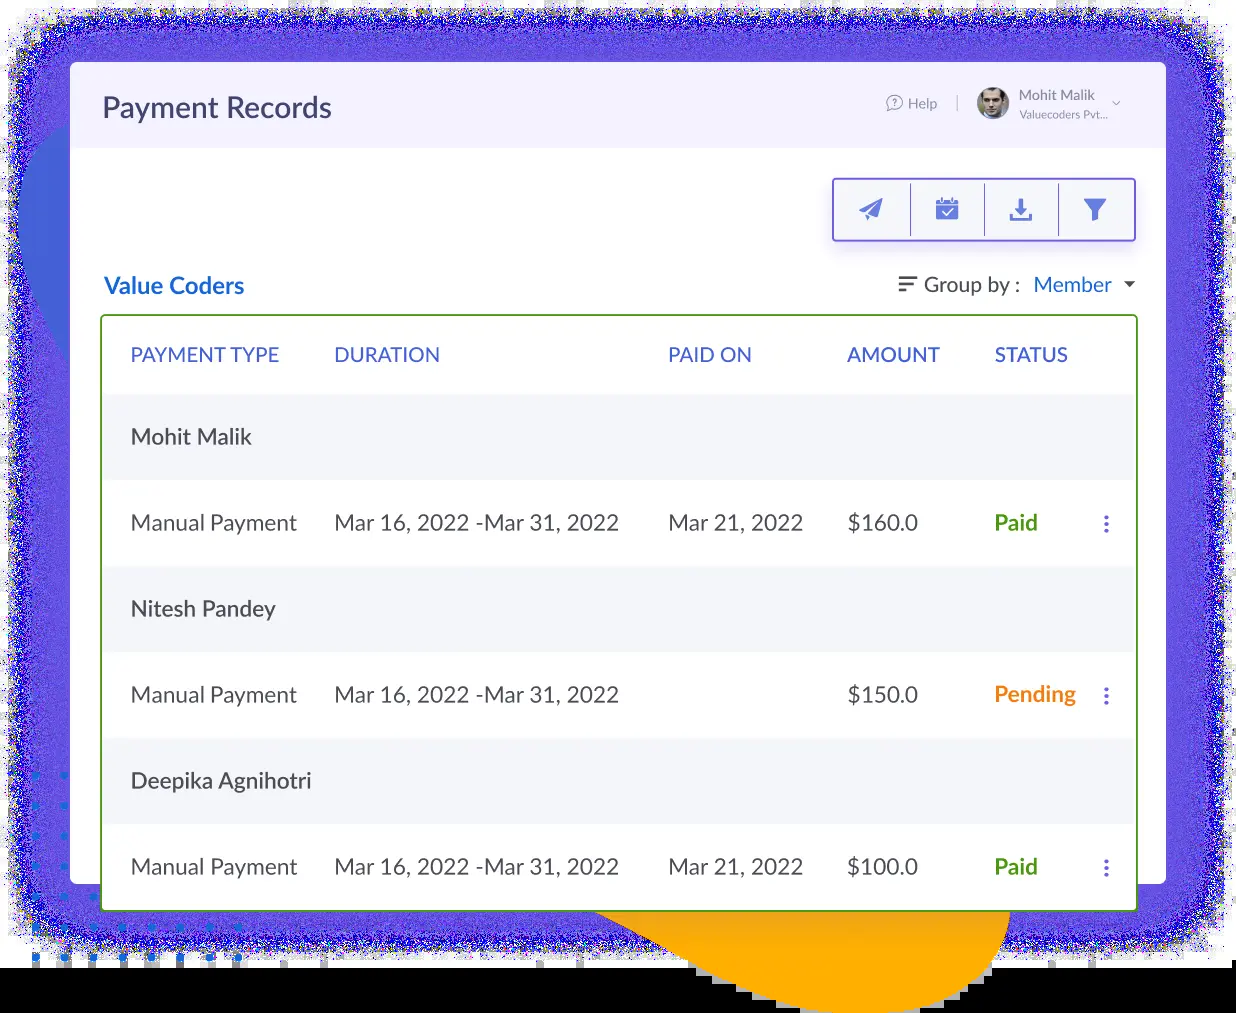 Payment Records
Help
Mohit Malik
Valuecoders Pvt...
Value Coders
Group by : Member
PAYMENT TYPE DURATION PAID ON AMOUNT STATUS
Mohit Malik
Manual Payment Mar 16, 2022 -Mar 31, 2022 Mar 21, 2022 $160.0 Paid
Nitesh Pandey
Manual Payment Mar 16, 2022 -Mar 31, 2022 $150.0 Pending
Deepika Agnihotri
Manual Payment Mar 16, 2022 -Mar 31, 2022 Mar 21, 2022 $100.0 Paid